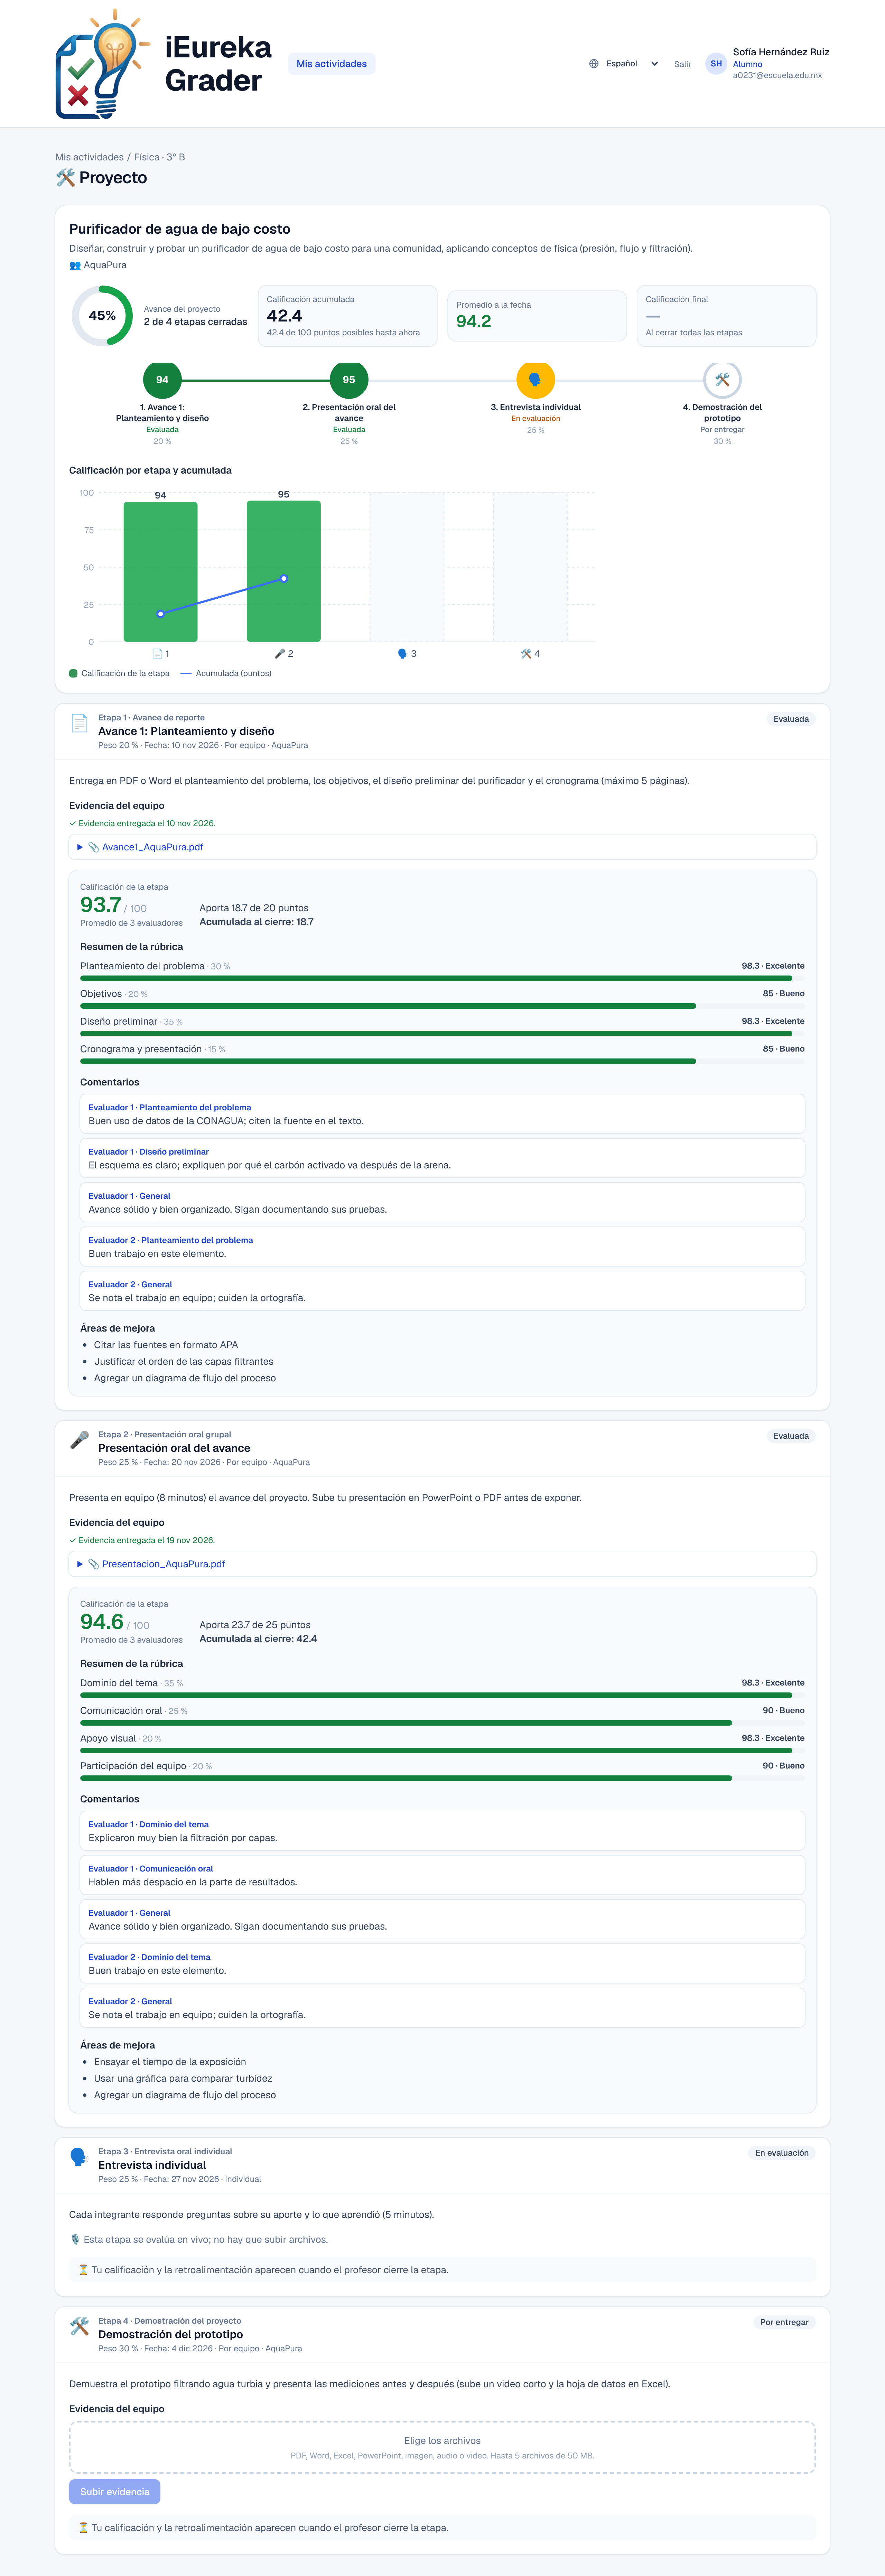 iEureka
Grader
Mis actividades
Español
Salir
SH
Sofía Hernández Ruiz
Alumno
a0231@escuela.edu.mx
Mis actividades / Física · 3° B
🛠️ Proyecto
Purificador de agua de bajo costo
Diseñar, construir y probar un purificador de agua de bajo costo para una comunidad, aplicando conceptos de física (presión, flujo y filtración).
👥 AquaPura
45%
Avance del proyecto
2 de 4 etapas cerradas
Calificación acumulada
42.4
42.4 de 100 puntos posibles hasta ahora
Promedio a la fecha
94.2
Calificación final
—
Al cerrar todas las etapas
94
1. Avance 1:
Planteamiento y diseño
Evaluada
20 %
95
2. Presentación oral del
avance
Evaluada
25 %
3. Entrevista individual
En evaluación
25 %
4. Demostración del
prototipo
Por entregar
30 %
Calificación por etapa y acumulada
100
75
50
25
0
94
95
📄 1
🎤 2
🗣️ 3
🛠️ 4
Calificación de la etapa
Acumulada (puntos)
Etapa 1 · Avance de reporte
Avance 1: Planteamiento y diseño
Peso 20 % · Fecha: 10 nov 2026 · Por equipo · AquaPura
Evaluada
Entrega en PDF o Word el planteamiento del problema, los objetivos, el diseño preliminar del purificador y el cronograma (máximo 5 páginas).
Evidencia del equipo
✓ Evidencia entregada el 10 nov 2026.
▶ 📎 Avance1_AquaPura.pdf
Calificación de la etapa
93.7 / 100
Promedio de 3 evaluadores
Aporta 18.7 de 20 puntos
Acumulada al cierre: 18.7
Resumen de la rúbrica
Planteamiento del problema · 30 %
98.3 · Excelente
Objetivos · 20 %
85 · Bueno
Diseño preliminar · 35 %
98.3 · Excelente
Cronograma y presentación · 15 %
85 · Bueno
Comentarios
Evaluador 1 · Planteamiento del problema
Buen uso de datos de la CONAGUA; citen la fuente en el texto.
Evaluador 1 · Diseño preliminar
El esquema es claro; expliquen por qué el carbón activado va después de la arena.
Evaluador 1 · General
Avance sólido y bien organizado. Sigan documentando sus pruebas.
Evaluador 2 · Planteamiento del problema
Buen trabajo en este elemento.
Evaluador 2 · General
Se nota el trabajo en equipo; cuiden la ortografía.
Áreas de mejora
• Citar las fuentes en formato APA
• Justificar el orden de las capas filtrantes
• Agregar un diagrama de flujo del proceso
Etapa 2 · Presentación oral grupal
Presentación oral del avance
Peso 25 % · Fecha: 20 nov 2026 · Por equipo · AquaPura
Evaluada
Presenta en equipo (8 minutos) el avance del proyecto. Sube tu presentación en PowerPoint o PDF antes de exponer.
Evidencia del equipo
✓ Evidencia entregada el 19 nov 2026.
▶ 📎 Presentacion_AquaPura.pdf
Calificación de la etapa
94.6 / 100
Promedio de 3 evaluadores
Aporta 23.7 de 25 puntos
Acumulada al cierre: 42.4
Resumen de la rúbrica
Dominio del tema · 35 %
98.3 · Excelente
Comunicación oral · 25 %
90 · Bueno
Apoyo visual · 20 %
98.3 · Excelente
Participación del equipo · 20 %
90 · Bueno
Comentarios
Evaluador 1 · Dominio del tema
Explicaron muy bien la filtración por capas.
Evaluador 1 · Comunicación oral
Hablen más despacio en la parte de resultados.
Evaluador 1 · General
Avance sólido y bien organizado. Sigan documentando sus pruebas.
Evaluador 2 · Dominio del tema
Buen trabajo en este elemento.
Evaluador 2 · General
Se nota el trabajo en equipo; cuiden la ortografía.
Áreas de mejora
• Ensayar el tiempo de la exposición
• Usar una gráfica para comparar turbidez
• Agregar un diagrama de flujo del proceso
Etapa 3 · Entrevista oral individual
Entrevista individual
Peso 25 % · Fecha: 27 nov 2026 · Individual
En evaluación
Cada integrante responde preguntas sobre su aporte y lo que aprendió (5 minutos).
🎙️ Esta etapa se evalúa en vivo; no hay que subir archivos.
⏳ Tu calificación y la retroalimentación aparecen cuando el profesor cierre la etapa.
Etapa 4 · Demostración del proyecto
Demostración del prototipo
Peso 30 % · Fecha: 4 dic 2026 · Por equipo · AquaPura
Por entregar
Demuestra el prototipo filtrando agua turbia y presenta las mediciones antes y después (sube un video corto y la hoja de datos en Excel).
Evidencia del equipo
Elige los archivos
PDF, Word, Excel, PowerPoint, imagen, audio o video. Hasta 5 archivos de 50 MB.
Subir evidencia
⏳ Tu calificación y la retroalimentación aparecen cuando el profesor cierre la etapa.